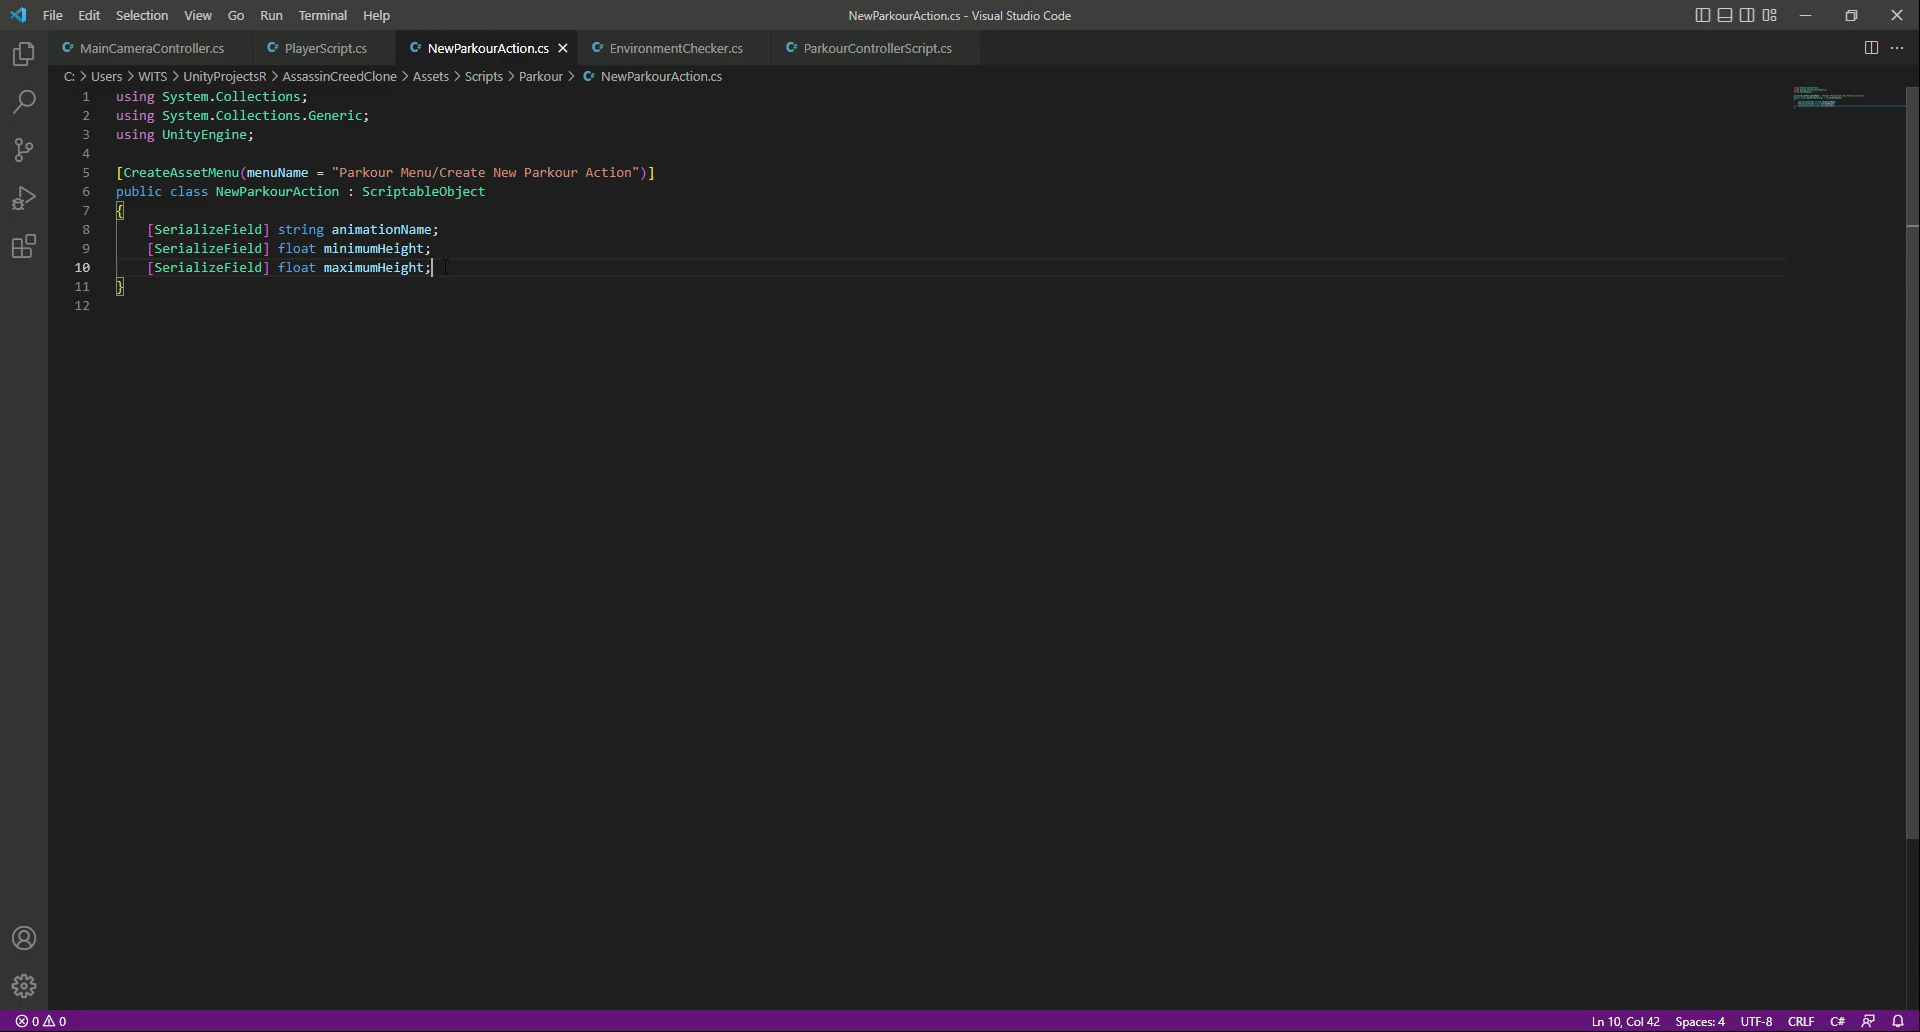 File Edit Selection View Go Run Terminal Help NewParkourAction.cs - Visual Studio Code
MainCameraController.cs PlayerScript.cs NewParkourAction.cs EnvironmentChecker.cs ParkourControllerScript.cs
C: > Users > WITS > UnityProjectsR > AssassinCreedClone > Assets > Scripts > Parkour > NewParkourAction.cs
1 using System.Collections;
2 using System.Collections.Generic;
3 using UnityEngine;
4
5 [CreateAssetMenu(menuName = "Parkour Menu/Create New Parkour Action")]
6 public class NewParkourAction : ScriptableObject
7 {
8     [SerializeField] string animationName;
9     [SerializeField] float minimumHeight;
10     [SerializeField] float maximumHeight;
11 }
12
0 0 Ln 10, Col 42 Spaces: 4 UTF-8 CRLF C#